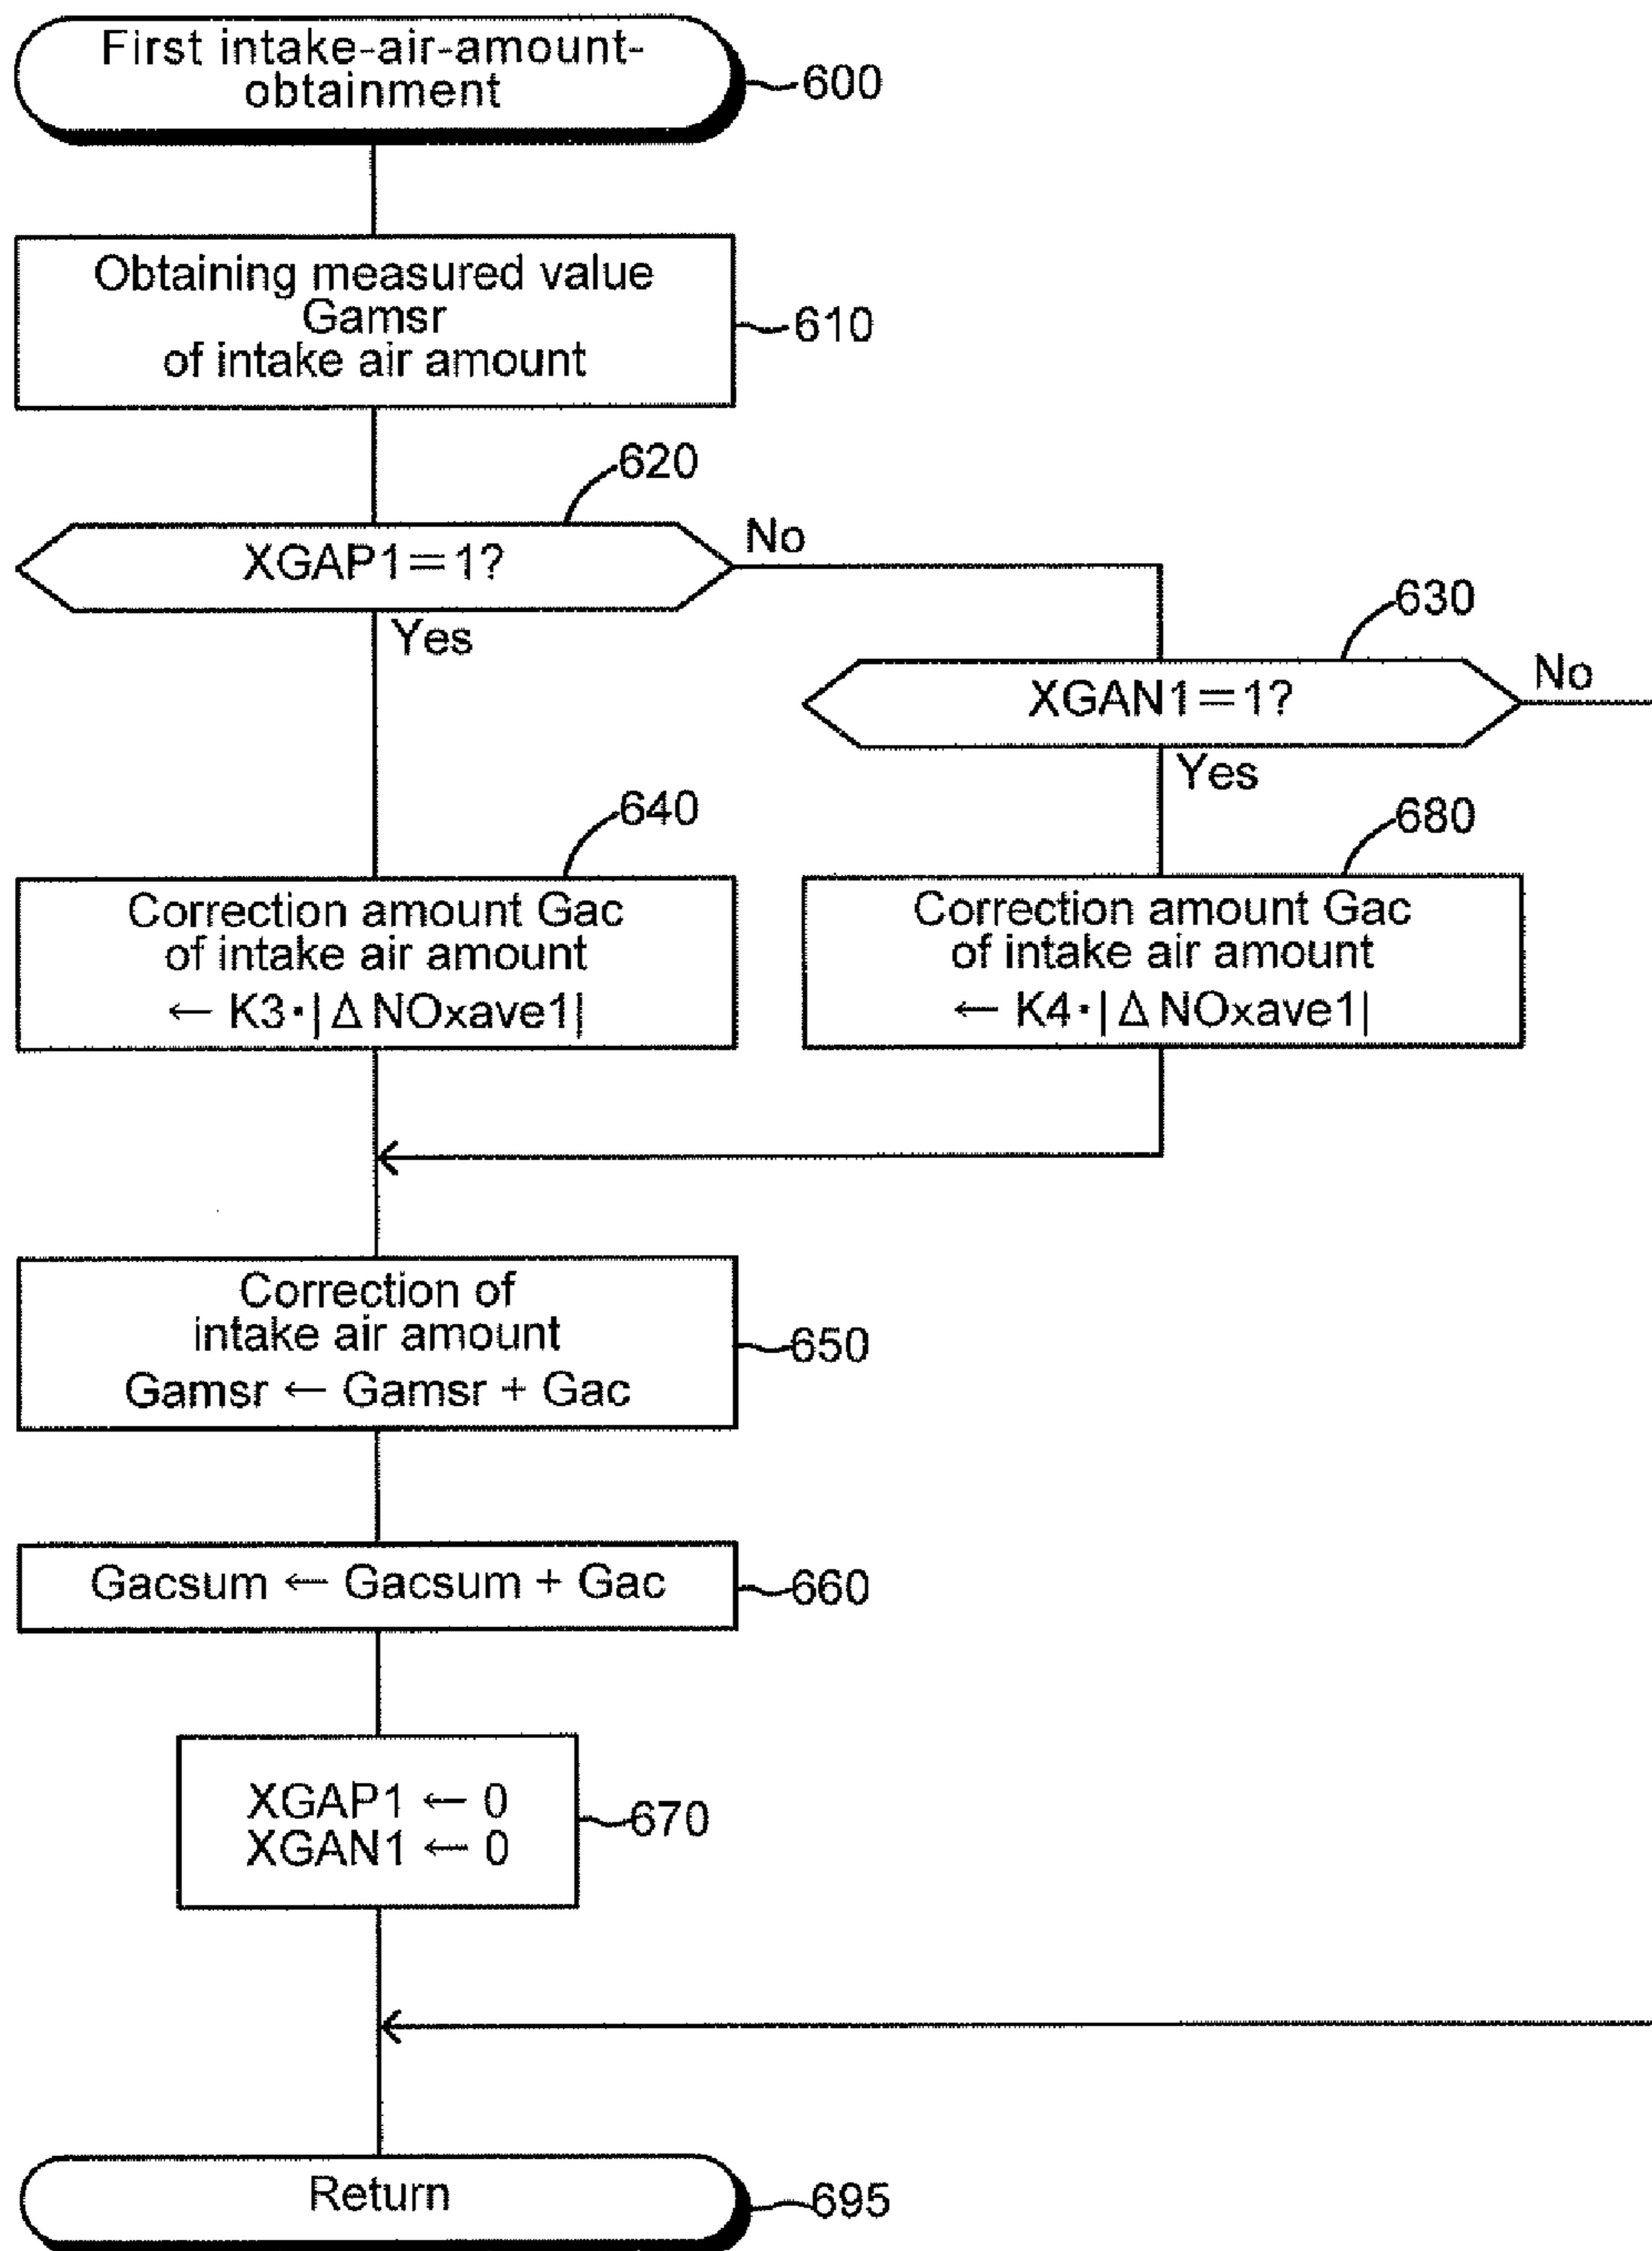 First intake-air-amount-
obtainment
600
Obtaining measured value
Gamsr
of intake air amount
610
620
XGAP1=1?
No
Yes
630
XGAN1=1?
No
Yes
640
Correction amount Gac
of intake air amount
← K3·|Δ NOxave1|
680
Correction amount Gac
of intake air amount
← K4·|Δ NOxave1|
Correction of
intake air amount
Gamsr ← Gamsr + Gac
650
Gacsum ← Gacsum + Gac
660
XGAP1 ← 0
XGAN1 ← 0
670
Return
695